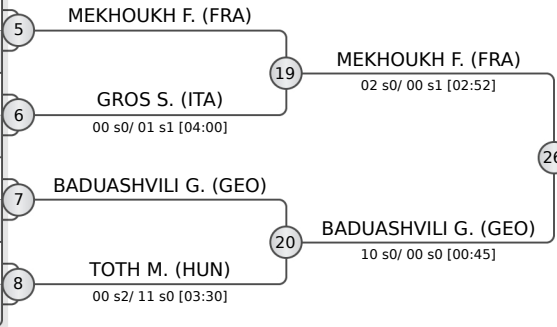 MEKHOUKH F. (FRA)
5
19
MEKHOUKH F. (FRA)
02 s0/ 00 s1 [02:52]
GROS S. (ITA)
6
00 s0/ 01 s1 [04:00]
26
BADUASHVILI G. (GEO)
7
20
BADUASHVILI G. (GEO)
10 s0/ 00 s0 [00:45]
TOTH M. (HUN)
8
00 s2/ 11 s0 [03:30]